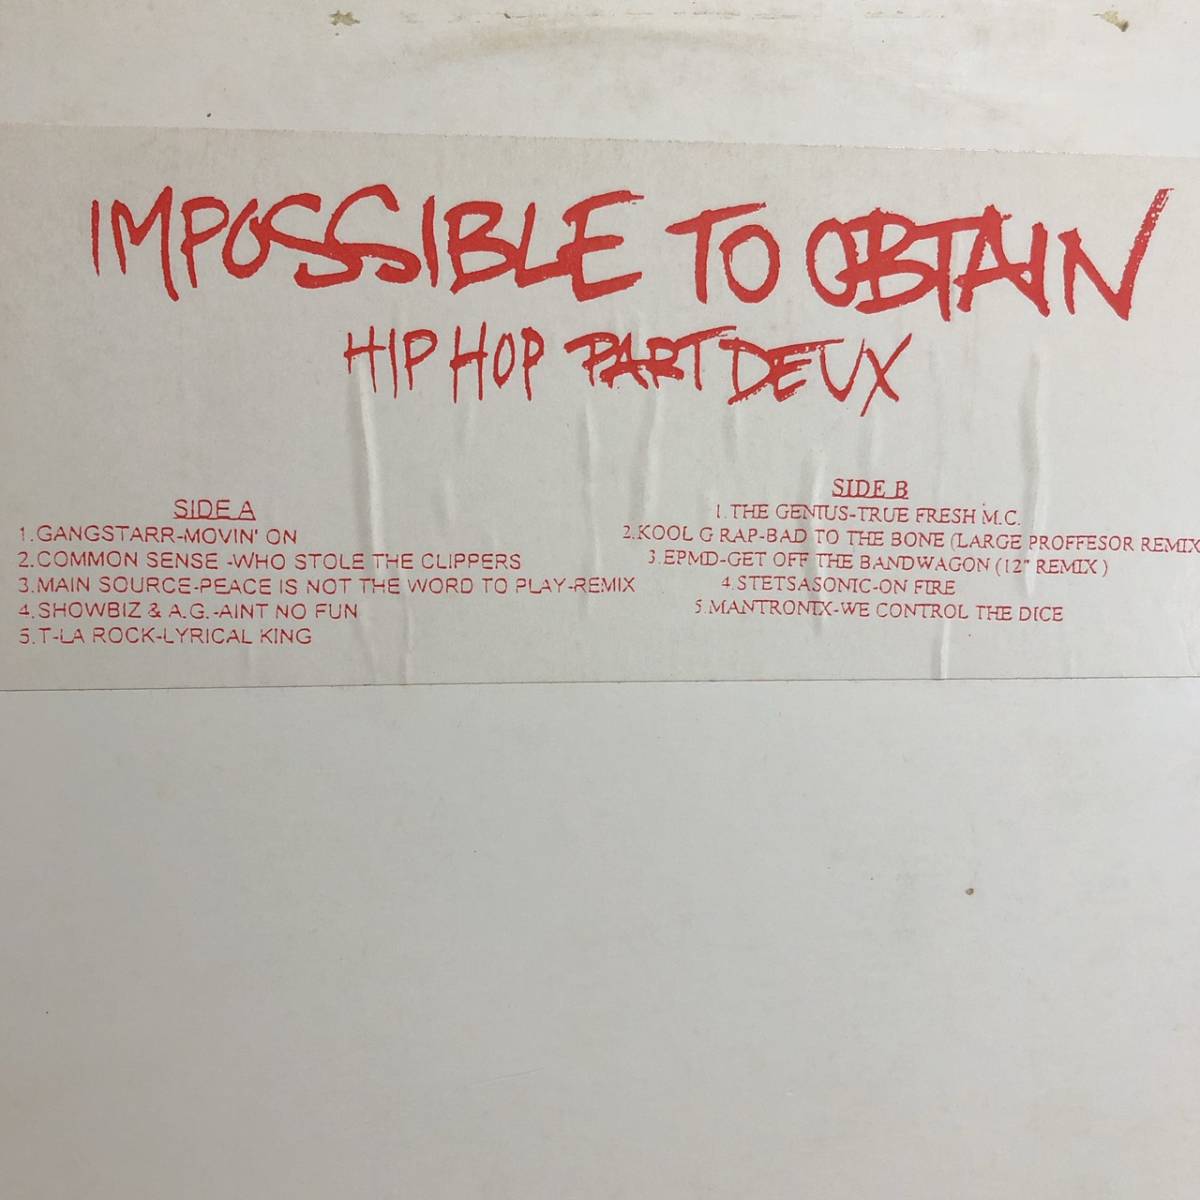 IMPOSSIBLE TO OBTAIN
HIP HOP PART DEUX
SIDE A
1.GANGSTARR-MOVIN' ON
2.COMMON SENSE -WHO STOLE THE CLIPPERS
3.MAIN SOURCE-PEACE IS NOT THE WORD TO PLAY-REMIX
4.SHOWBIZ & A.G.-AINT NO FUN
5.T-LA ROCK-LYRICAL KING
SIDE B
1.THE GENIUS-TRUE FRESH M.C.
2.KOOL G RAP-BAD TO THE BONE (LARGE PROFFESOR REMIX
3.EPMD-GET OFF THE BANDWAGON (12" REMIX )
4.STETSASONIC-ON FIRE
5.MANTRONIX-WE CONTROL THE DICE